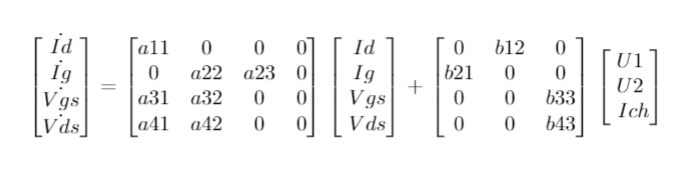 [İd] [a11 0 0 0] [Id] [0 b12 0] [U1]
[İg] = [0 a22 a23 0] [Ig] + [b21 0 0] [U2]
[V̇gs] [a31 a32 0 0] [Vgs] [0 0 b33] [Ich]
[V̇ds] [a41 a42 0 0] [Vds] [0 0 b43]